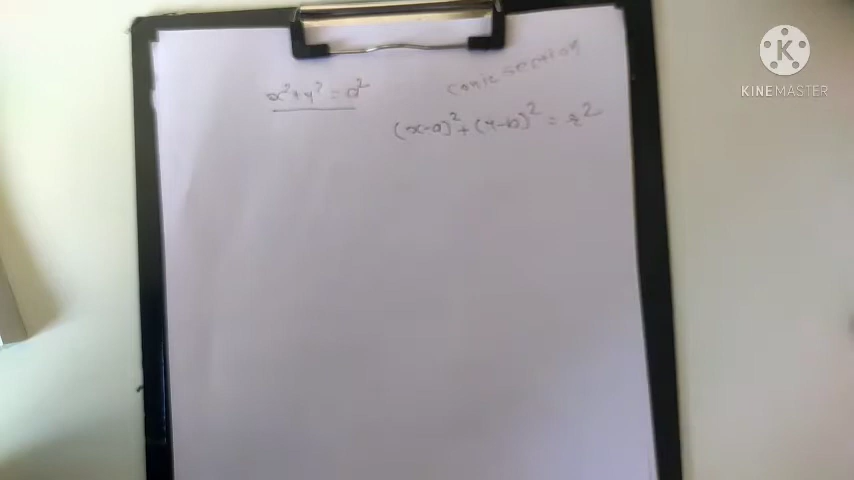 conic section
x² + y² = a²
(x-a)² + (y-b)² = r²
KINEMASTER